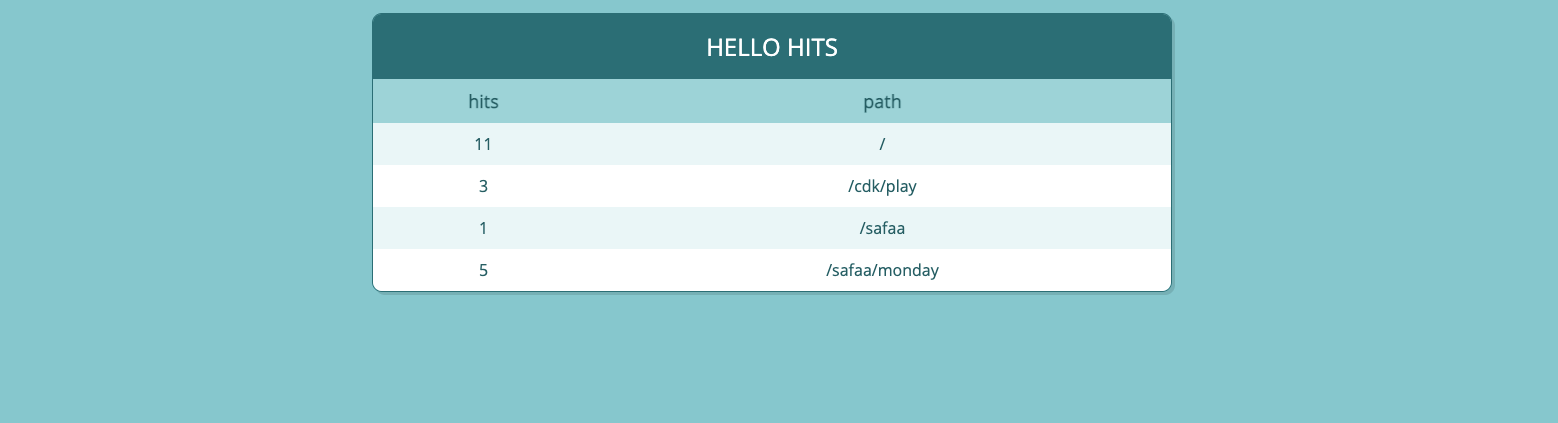 HELLO HITS
hits path
11 /
3 /cdk/play
1 /safaa
5 /safaa/monday